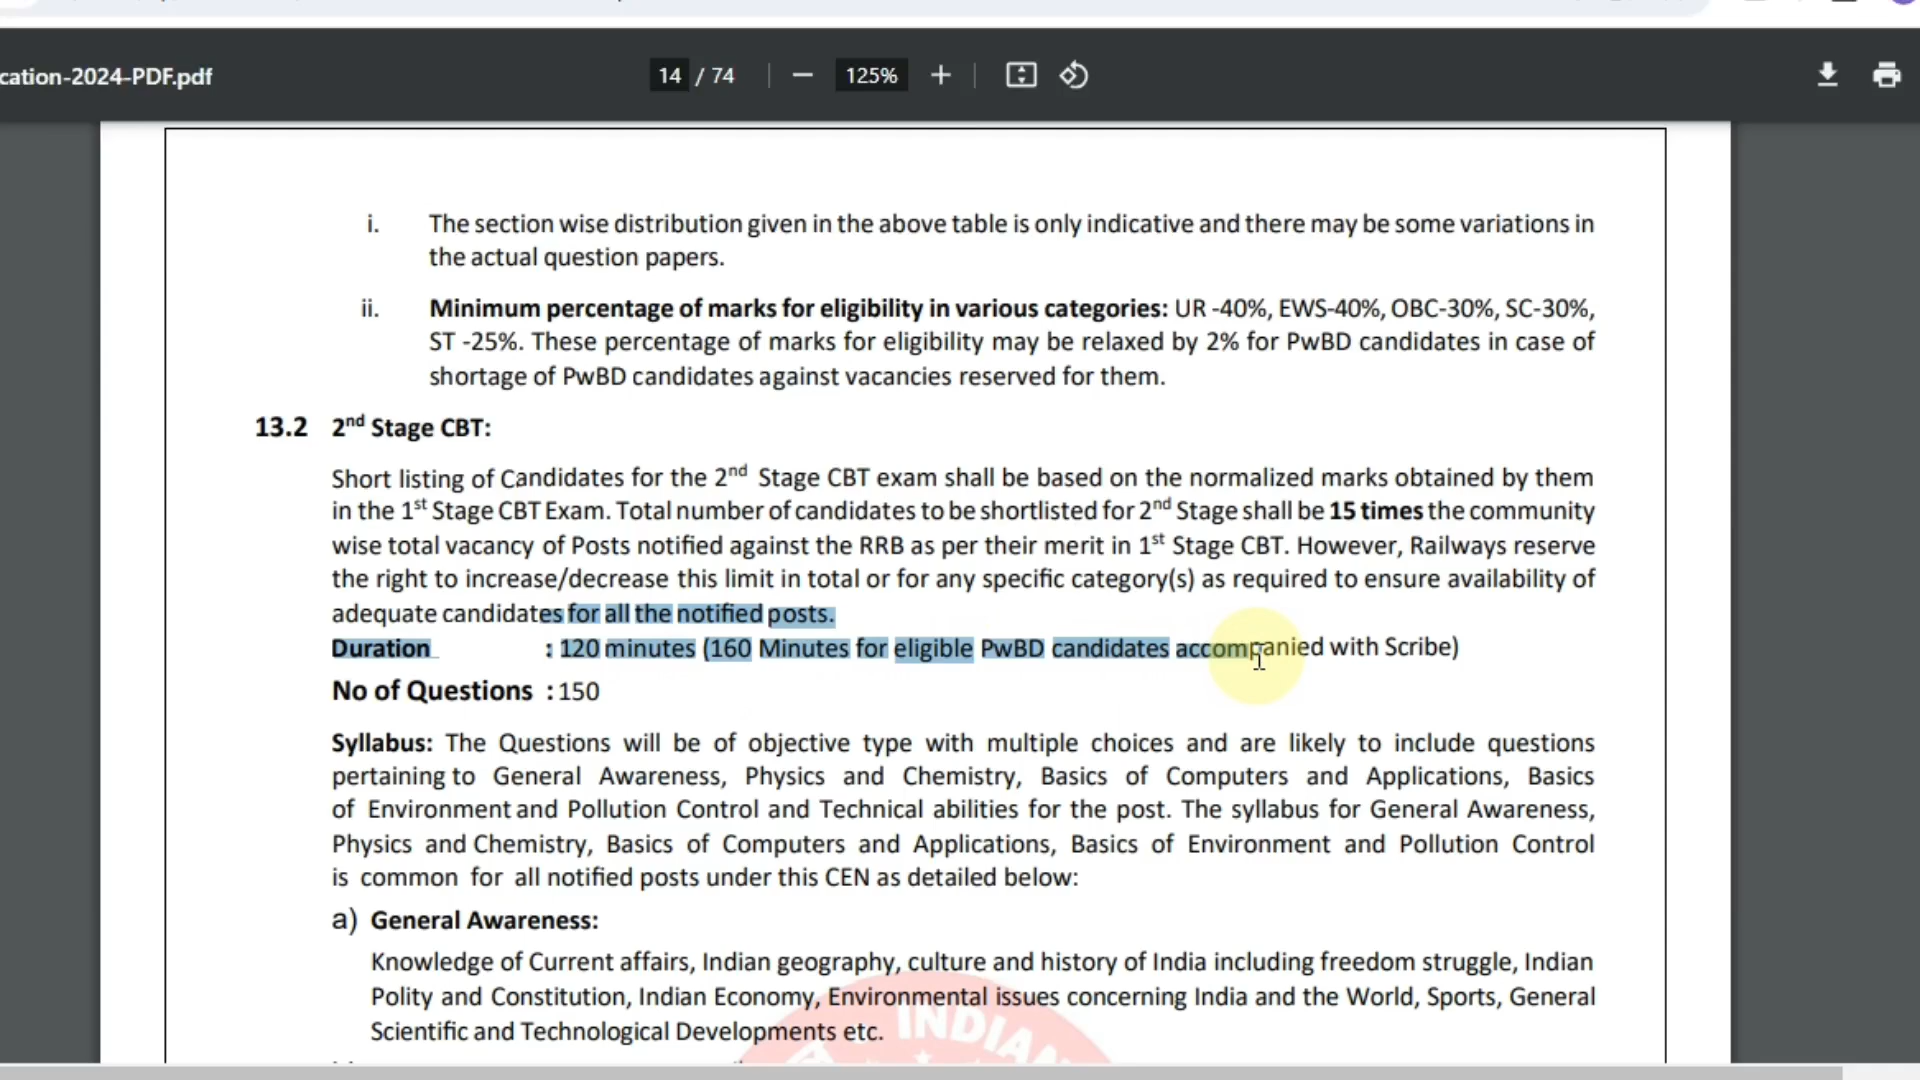 cation-2024-PDF.pdf
14 / 74
125%
i. The section wise distribution given in the above table is only indicative and there may be some variations in
the actual question papers.
ii. Minimum percentage of marks for eligibility in various categories: UR -40%, EWS-40%, OBC-30%, SC-30%,
ST -25%. These percentage of marks for eligibility may be relaxed by 2% for PwBD candidates in case of
shortage of PwBD candidates against vacancies reserved for them.
13.2 2nd Stage CBT:
Short listing of Candidates for the 2nd Stage CBT exam shall be based on the normalized marks obtained by them
in the 1st Stage CBT Exam. Total number of candidates to be shortlisted for 2nd Stage shall be 15 times the community
wise total vacancy of Posts notified against the RRB as per their merit in 1st Stage CBT. However, Railways reserve
the right to increase/decrease this limit in total or for any specific category(s) as required to ensure availability of
adequate candidates for all the notified posts.
Duration : 120 minutes (160 Minutes for eligible PwBD candidates accompanied with Scribe)
No of Questions : 150
Syllabus: The Questions will be of objective type with multiple choices and are likely to include questions
pertaining to General Awareness, Physics and Chemistry, Basics of Computers and Applications, Basics
of Environment and Pollution Control and Technical abilities for the post. The syllabus for General Awareness,
Physics and Chemistry, Basics of Computers and Applications, Basics of Environment and Pollution Control
is common for all notified posts under this CEN as detailed below:
a) General Awareness:
Knowledge of Current affairs, Indian geography, culture and history of India including freedom struggle, Indian
Polity and Constitution, Indian Economy, Environmental issues concerning India and the World, Sports, General
Scientific and Technological Developments etc.
INDIAN